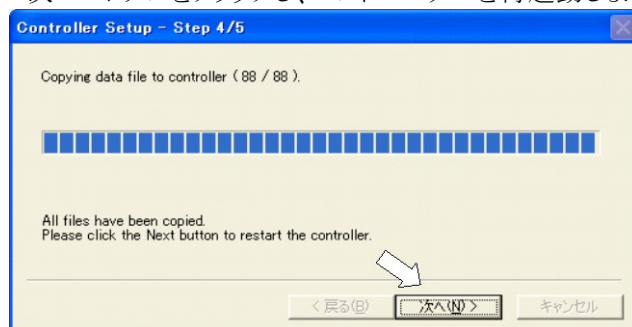 Controller Setup - Step 4/5
Copying data file to controller ( 88 / 88 ).
All files have been copied.
Please click the Next button to restart the controller.
< 戻る(B) 次へ(N) > キャンセル